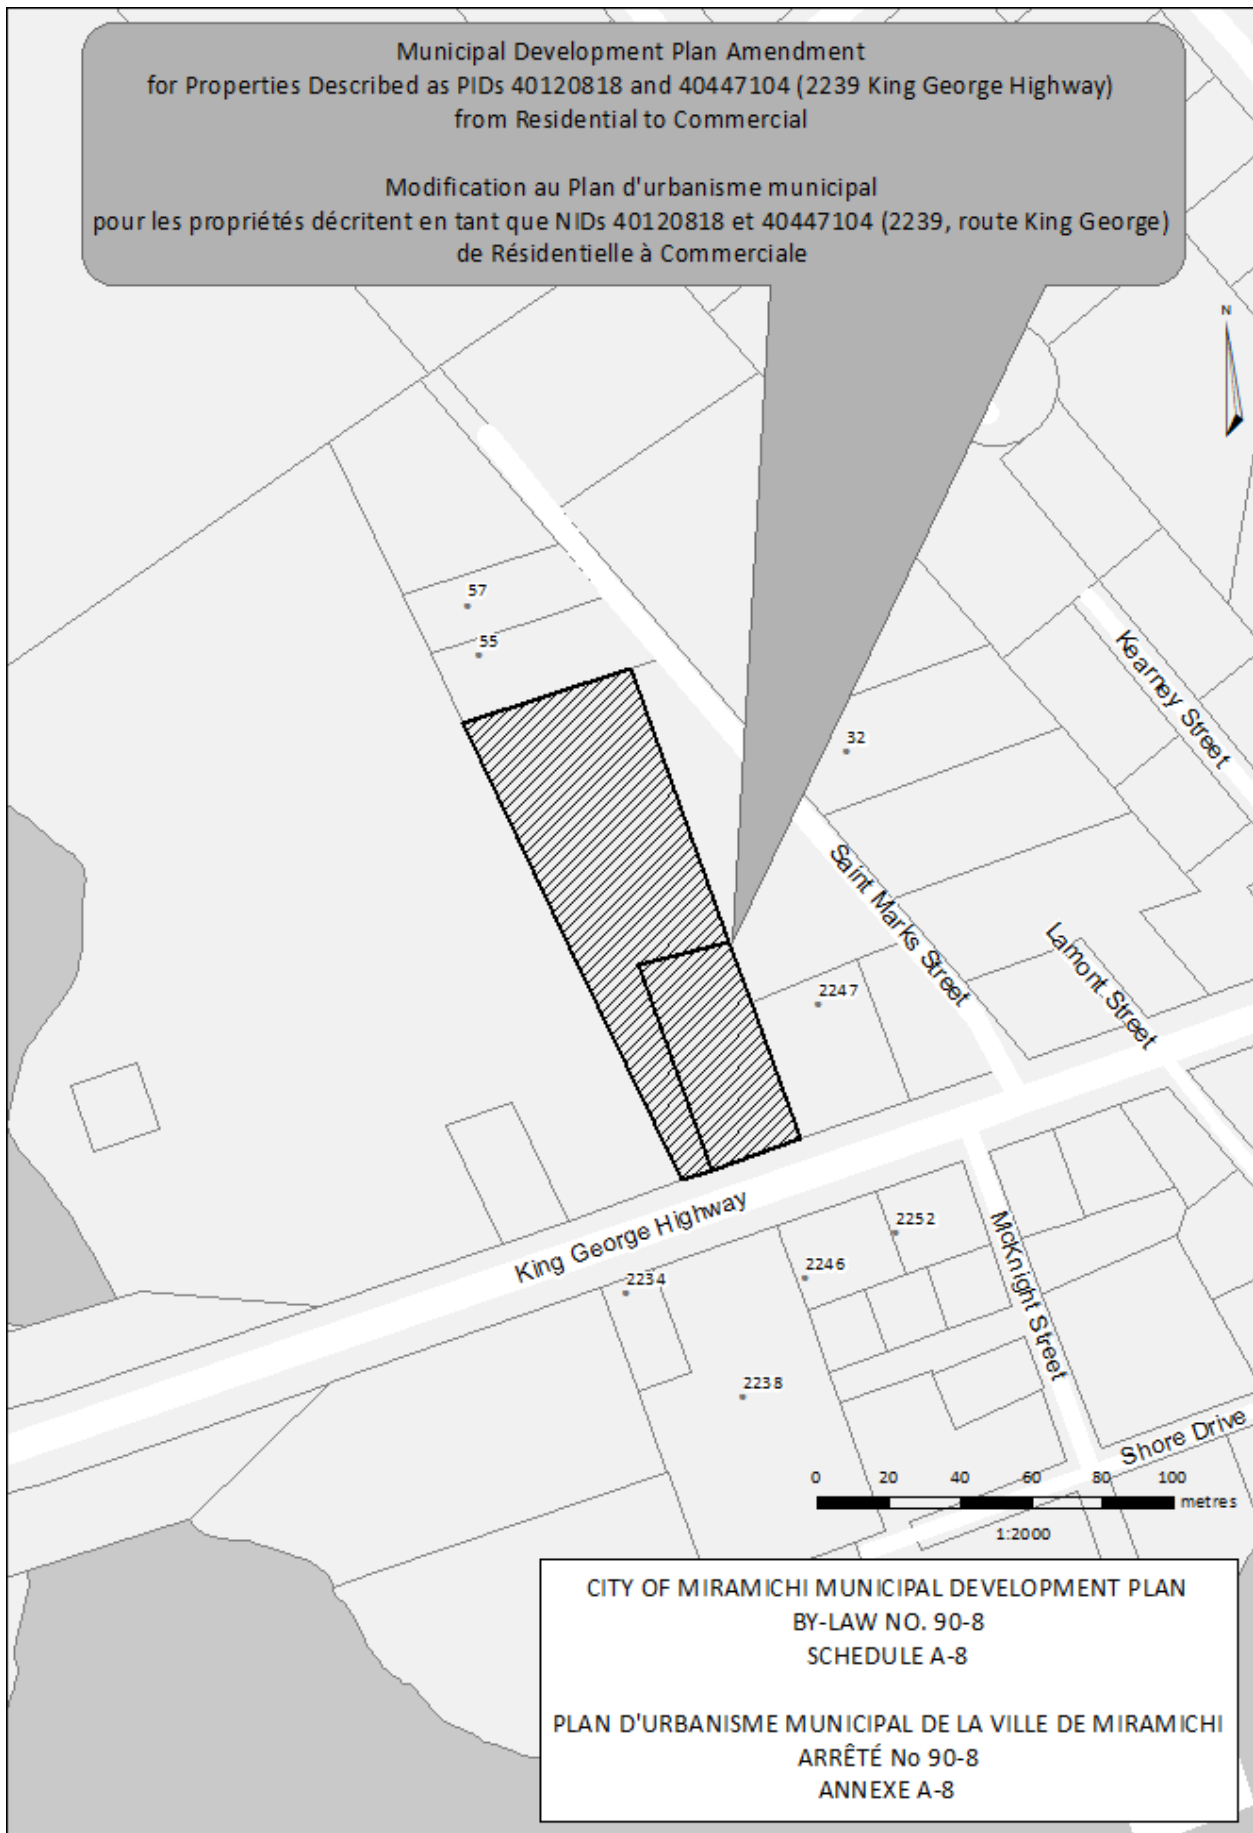 Municipal Development Plan Amendment
for Properties Described as PIDs 40120818 and 40447104 (2239 King George Highway)
from Residential to Commercial
Modification au Plan d'urbanisme municipal
pour les propriétés décritent en tant que NIDs 40120818 et 40447104 (2239, route King George)
de Résidentielle à Commerciale
N
57
55
32
Kearney Street
Saint Marks Street
Lamont Street
2247
King George Highway
2252
2246
2234
McKnight Street
2238
Shore Drive
0 20 40 60 80 100
metres
1:2000
CITY OF MIRAMICHI MUNICIPAL DEVELOPMENT PLAN
BY-LAW NO. 90-8
SCHEDULE A-8
PLAN D'URBANISME MUNICIPAL DE LA VILLE DE MIRAMICHI
ARRÊTÉ No 90-8
ANNEXE A-8